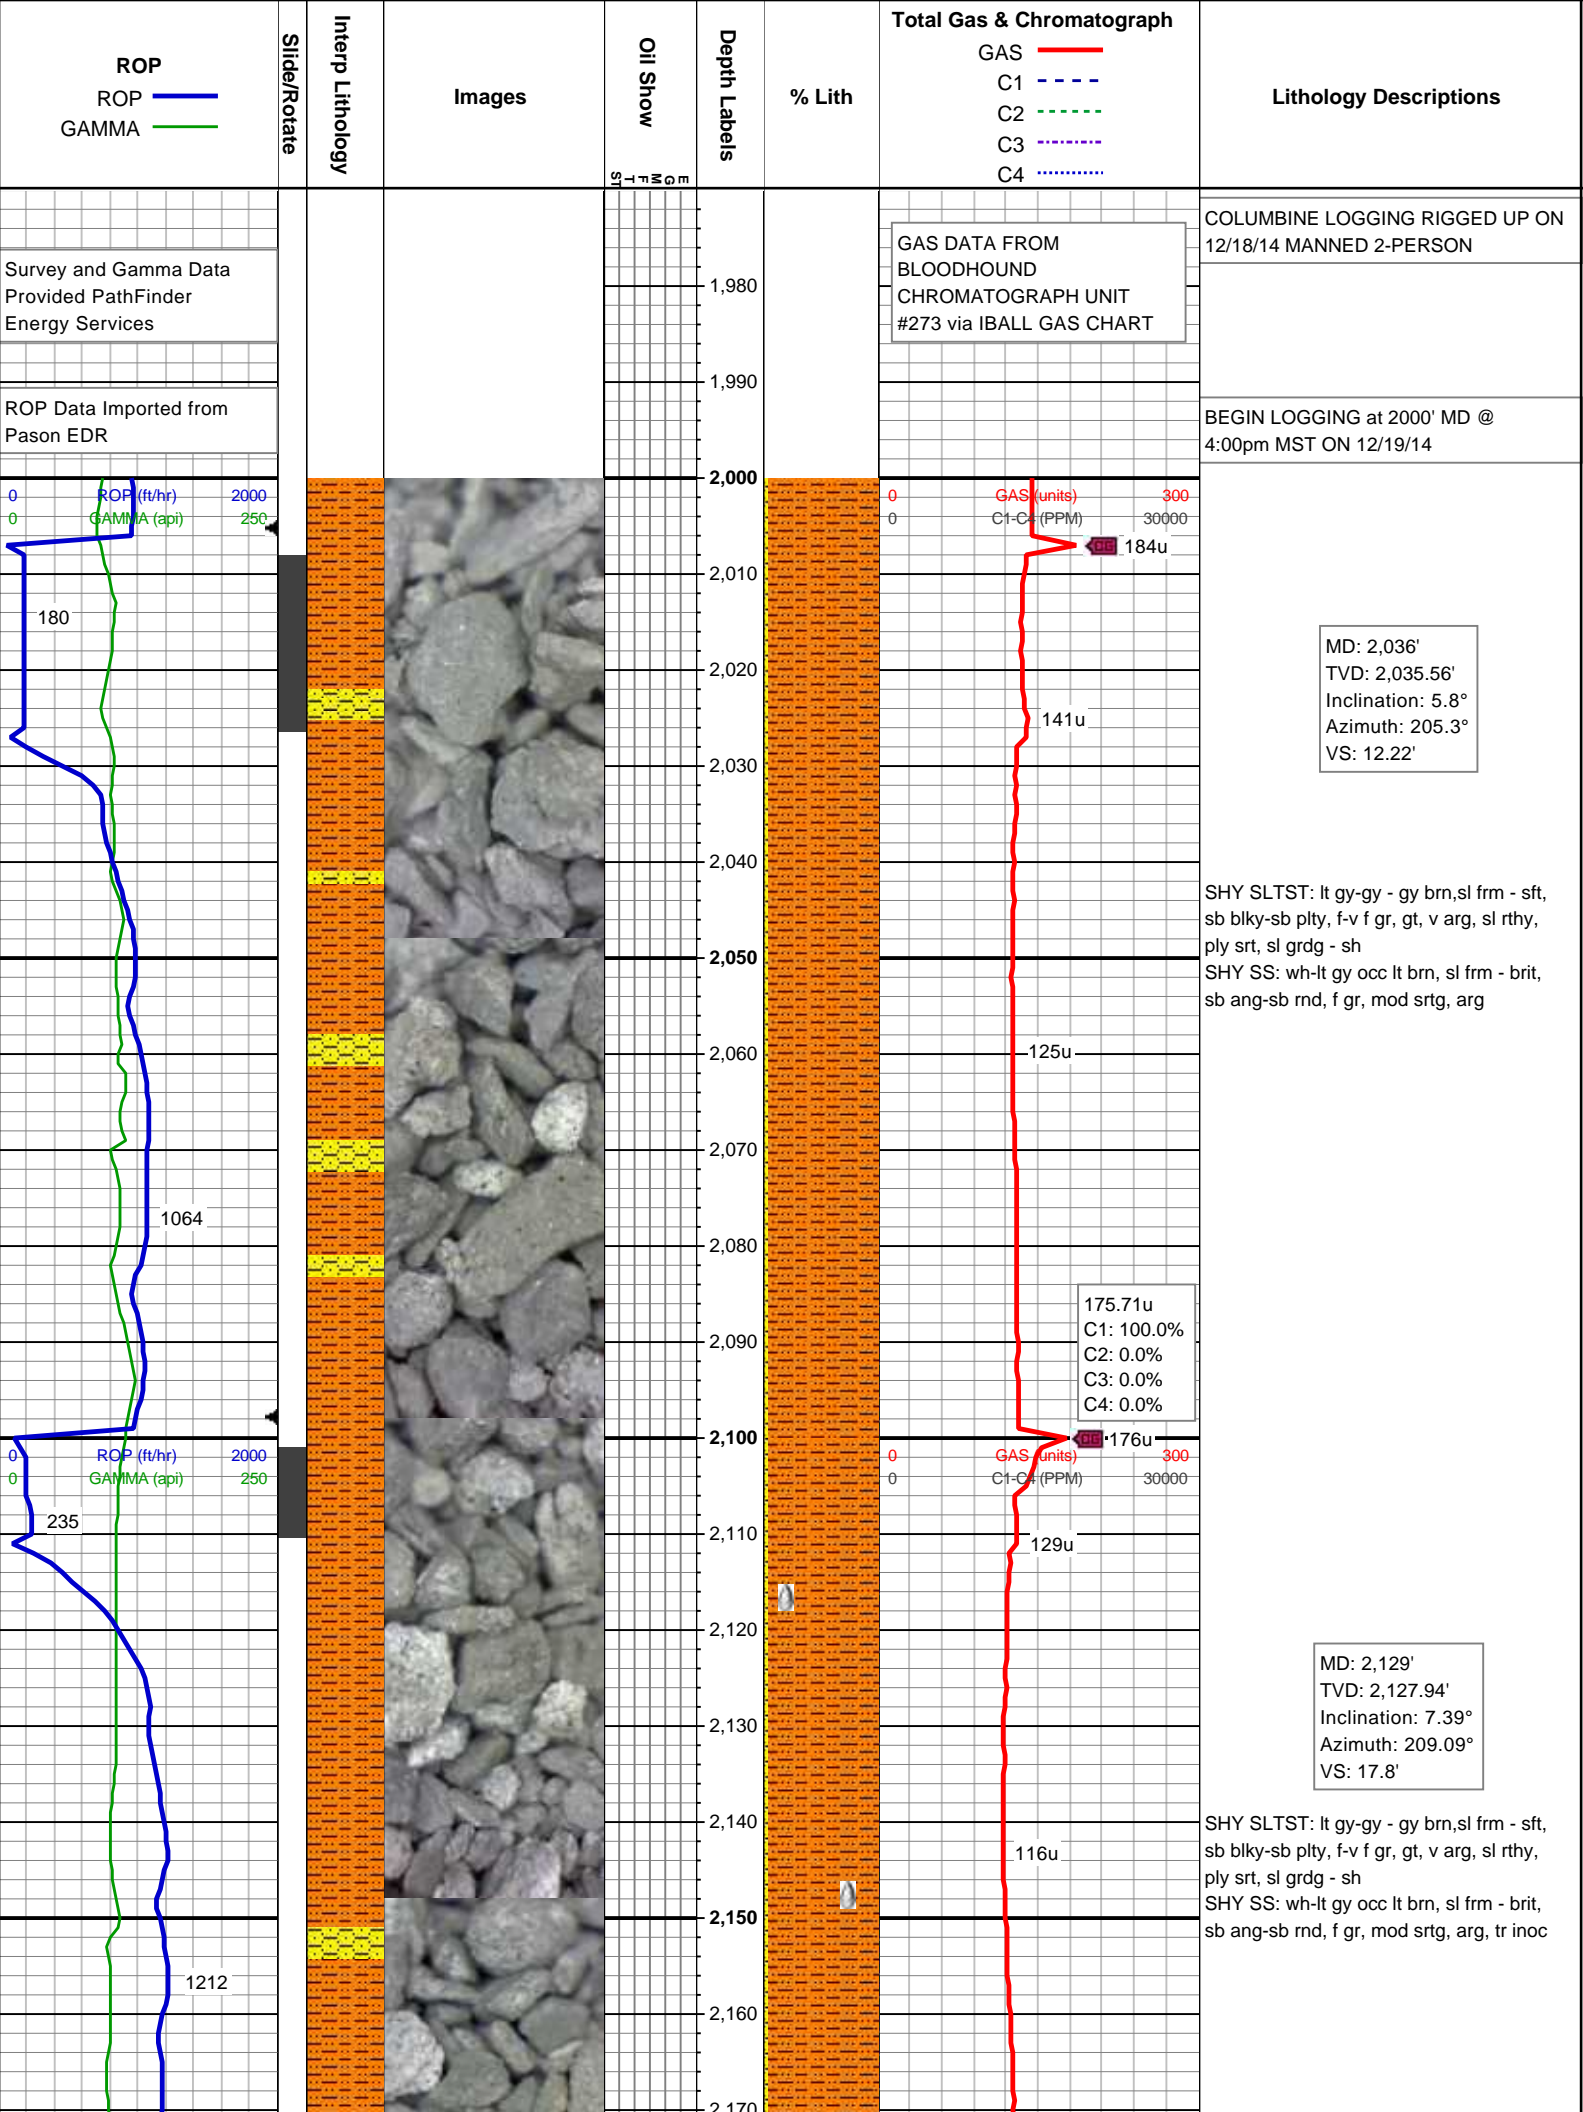 ROP
ROP
GAMMA
Slide/Rotate
Interp Lithology
Images
Oil Show
ST T F M G E
Depth Labels
% Lith
Total Gas & Chromatograph
GAS
C1
C2
C3
C4
Lithology Descriptions
Survey and Gamma Data
Provided PathFinder
Energy Services
ROP Data Imported from
Pason EDR
GAS DATA FROM
BLOODHOUND
CHROMATOGRAPH UNIT
#273 via IBALL GAS CHART
COLUMBINE LOGGING RIGGED UP ON
12/18/14 MANNED 2-PERSON
BEGIN LOGGING at 2000' MD @
4:00pm MST ON 12/19/14
1,980
1,990
2,000
0 ROP (ft/hr) 2000
0 GAMMA (api) 250
0 GAS (units) 300
0 C1-C4 (PPM) 30000
CG 184u
2,010
180
2,020
141u
MD: 2,036'
TVD: 2,035.56'
Inclination: 5.8°
Azimuth: 205.3°
VS: 12.22'
2,030
2,040
SHY SLTST: lt gy-gy - gy brn,sl frm - sft,
sb blky-sb plty, f-v f gr, gt, v arg, sl rthy,
ply srt, sl grdg - sh
SHY SS: wh-lt gy occ lt brn, sl frm - brit,
sb ang-sb rnd, f gr, mod srtg, arg
2,050
2,060
125u
2,070
1064
2,080
2,090
175.71u
C1: 100.0%
C2: 0.0%
C3: 0.0%
C4: 0.0%
2,100
CG 176u
0 ROP (ft/hr) 2000
0 GAMMA (api) 250
0 GAS (units) 300
0 C1-C4 (PPM) 30000
235
2,110
129u
2,120
2,130
MD: 2,129'
TVD: 2,127.94'
Inclination: 7.39°
Azimuth: 209.09°
VS: 17.8'
2,140
116u
SHY SLTST: lt gy-gy - gy brn,sl frm - sft,
sb blky-sb plty, f-v f gr, gt, v arg, sl rthy,
ply srt, sl grdg - sh
SHY SS: wh-lt gy occ lt brn, sl frm - brit,
sb ang-sb rnd, f gr, mod srtg, arg, tr inoc
2,150
1212
2,160
2,170